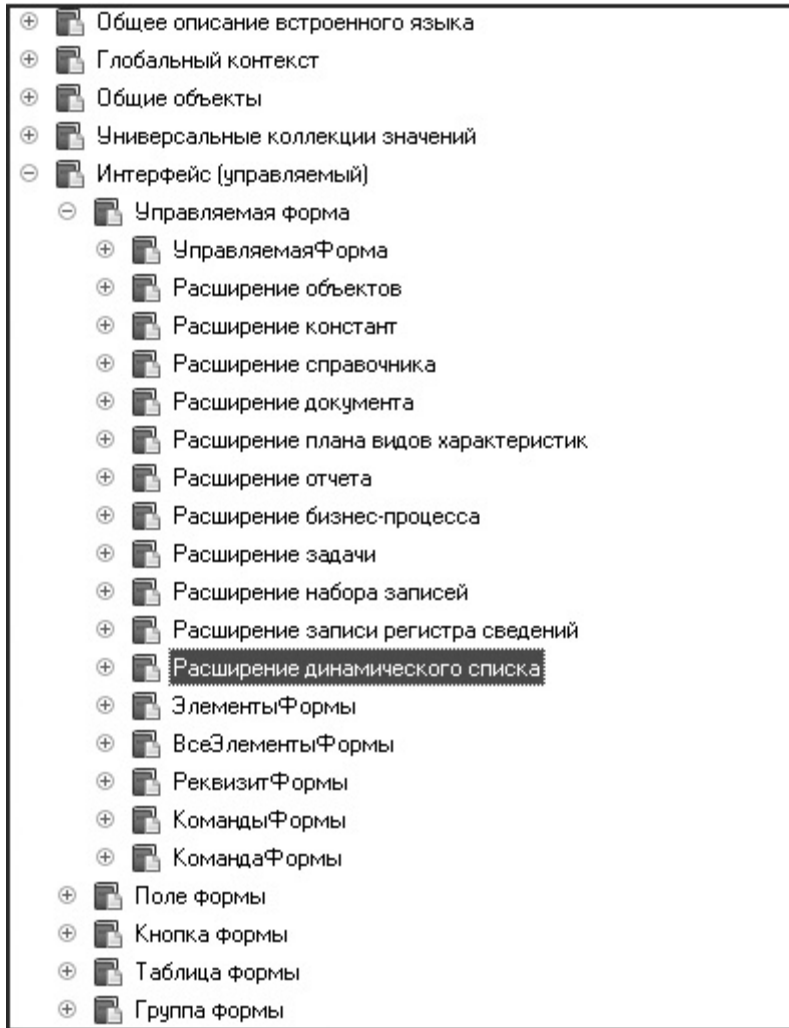 Общее описание встроенного языка
Глобальный контекст
Общие объекты
Универсальные коллекции значений
Интерфейс (управляемый)
Управляемая форма
УправляемаяФорма
Расширение объектов
Расширение констант
Расширение справочника
Расширение документа
Расширение плана видов характеристик
Расширение отчета
Расширение бизнес-процесса
Расширение задачи
Расширение набора записей
Расширение записи регистра сведений
Расширение динамического списка
ЭлементыФормы
ВсеЭлементыФормы
РеквизитФормы
КомандыФормы
КомандаФормы
Поле формы
Кнопка формы
Таблица формы
Группа формы